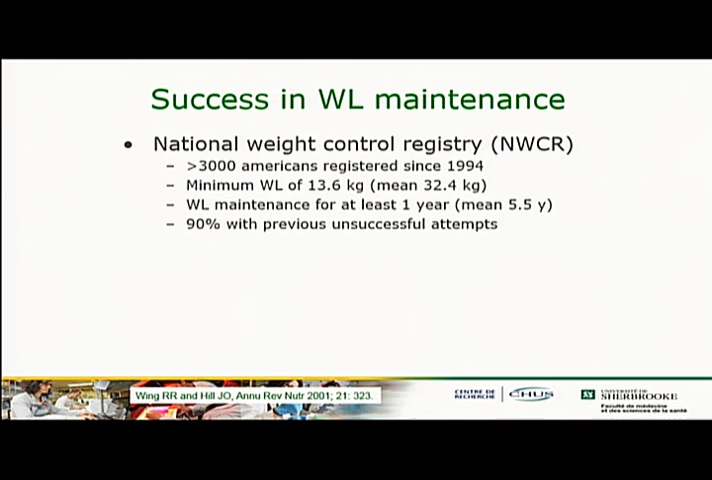 Success in WL maintenance
• National weight control registry (NWCR)
– >3000 americans registered since 1994
– Minimum WL of 13.6 kg (mean 32.4 kg)
– WL maintenance for at least 1 year (mean 5.5 y)
– 90% with previous unsuccessful attempts
Wing RR and Hill JO, Annu Rev Nutr 2001; 21: 323.
CENTRE DE
RECHERCHE
CHUS
UNIVERSITÉ DE
SHERBROOKE
Faculté de médecine
et des sciences de la santé